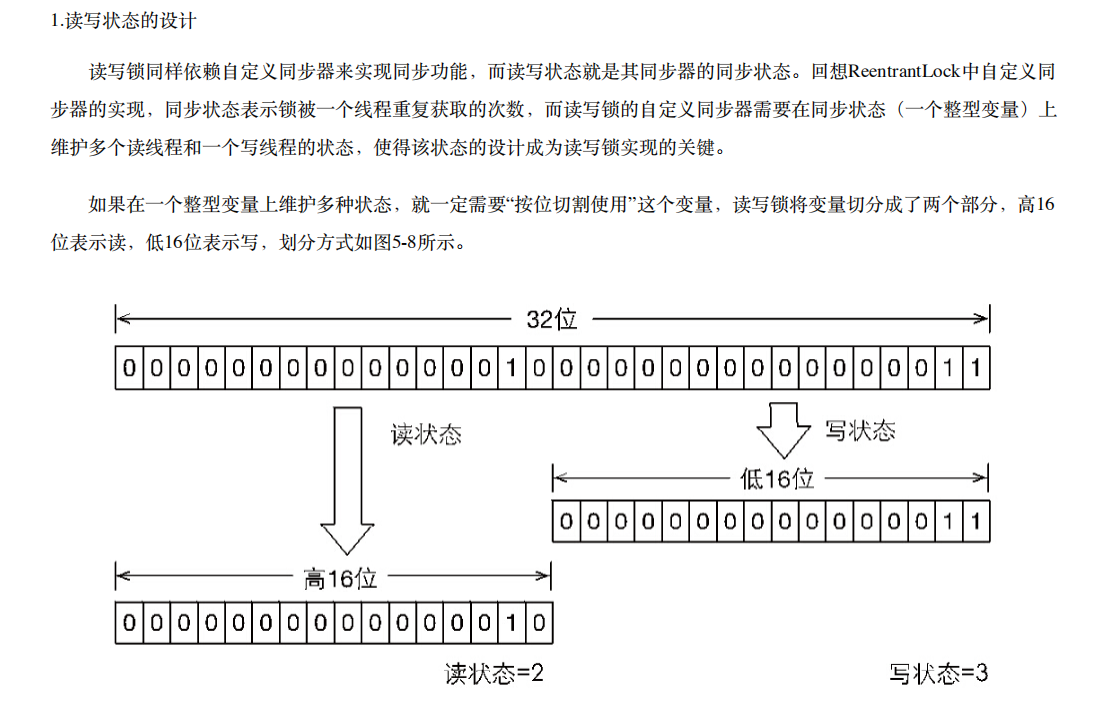 1.读写状态的设计
读写锁同样依赖自定义同步器来实现同步功能，而读写状态就是其同步器的同步状态。回想ReentrantLock中自定义同
步器的实现，同步状态表示锁被一个线程重复获取的次数，而读写锁的自定义同步器需要在同步状态（一个整型变量）上
维护多个读线程和一个写线程的状态，使得该状态的设计成为读写锁实现的关键。
如果在一个整型变量上维护多种状态，就一定需要“按位切割使用”这个变量，读写锁将变量切分成了两个部分，高16
位表示读，低16位表示写，划分方式如图5-8所示。
32位
0 0 0 0 0 0 0 0 0 0 0 0 0 0 1 0 0 0 0 0 0 0 0 0 0 0 0 0 0 0 1 1
读状态
写状态
低16位
0 0 0 0 0 0 0 0 0 0 0 0 0 0 1 1
高16位
0 0 0 0 0 0 0 0 0 0 0 0 0 0 1 0
读状态=2
写状态=3